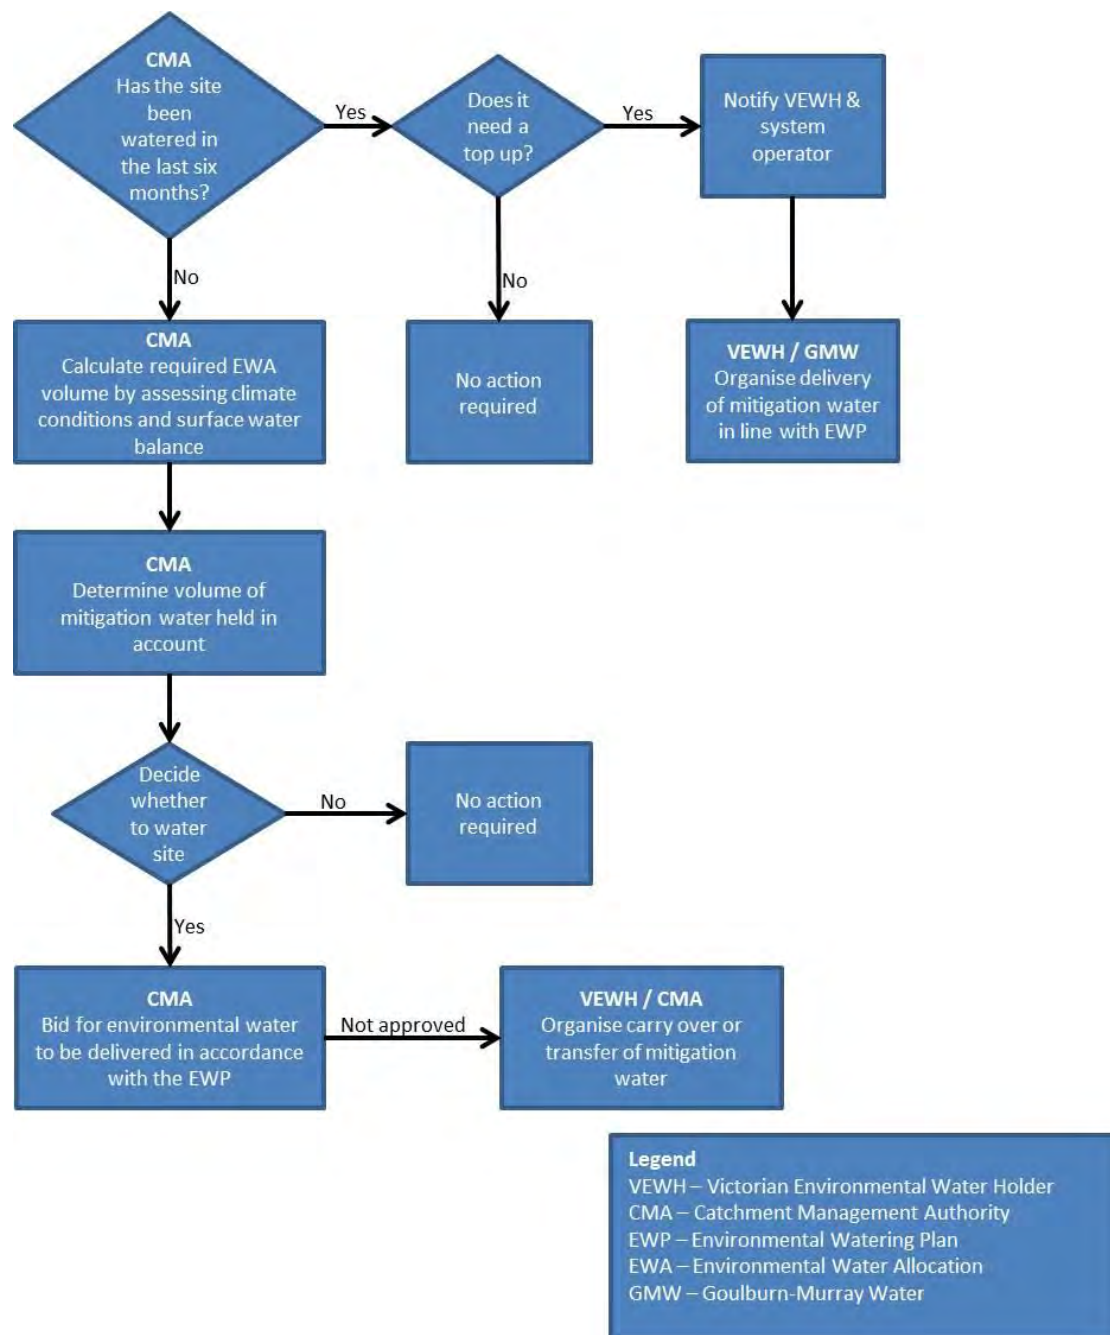 CMA
Has the site
been
watered in
the last six
months?
Yes
Does it
need a
top up?
Yes
Notify VEWH &
system
operator
No
No
CMA
Calculate required EWA
volume by assessing climate
conditions and surface water
balance
No action
required
VEWH / GMW
Organise delivery
of mitigation water
in line with EWP
CMA
Determine volume of
mitigation water held in
account
Decide
whether
to water
site
No
No action
required
Yes
CMA
Bid for environmental water
to be delivered in accordance
with the EWP
Not approved
VEWH / CMA
Organise carry over or
transfer of mitigation
water
Legend
VEWH – Victorian Environmental Water Holder
CMA – Catchment Management Authority
EWP – Environmental Watering Plan
EWA – Environmental Water Allocation
GMW – Goulburn-Murray Water